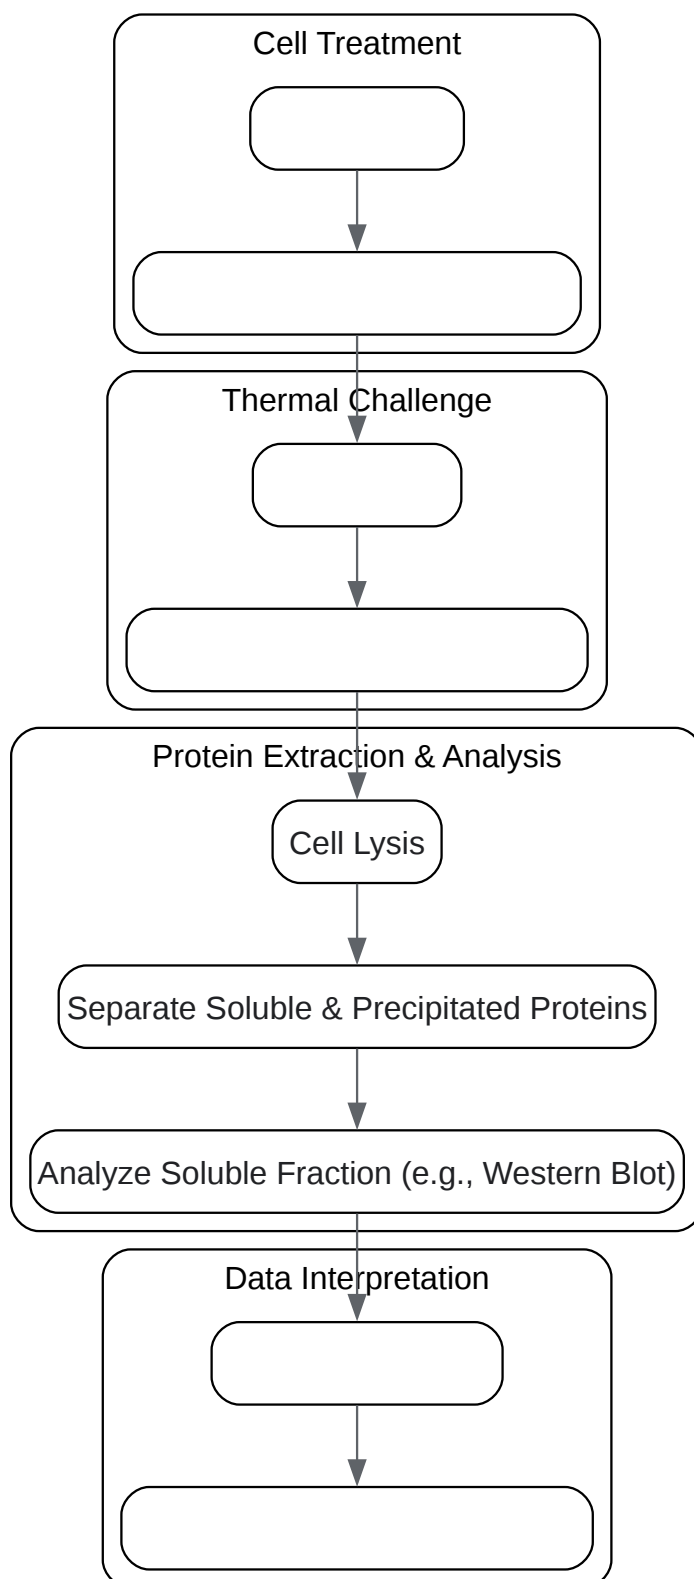 Cell Treatment
Thermal Challenge
Protein Extraction & Analysis
Cell Lysis
Separate Soluble & Precipitated Proteins
Analyze Soluble Fraction (e.g., Western Blot)
Data Interpretation